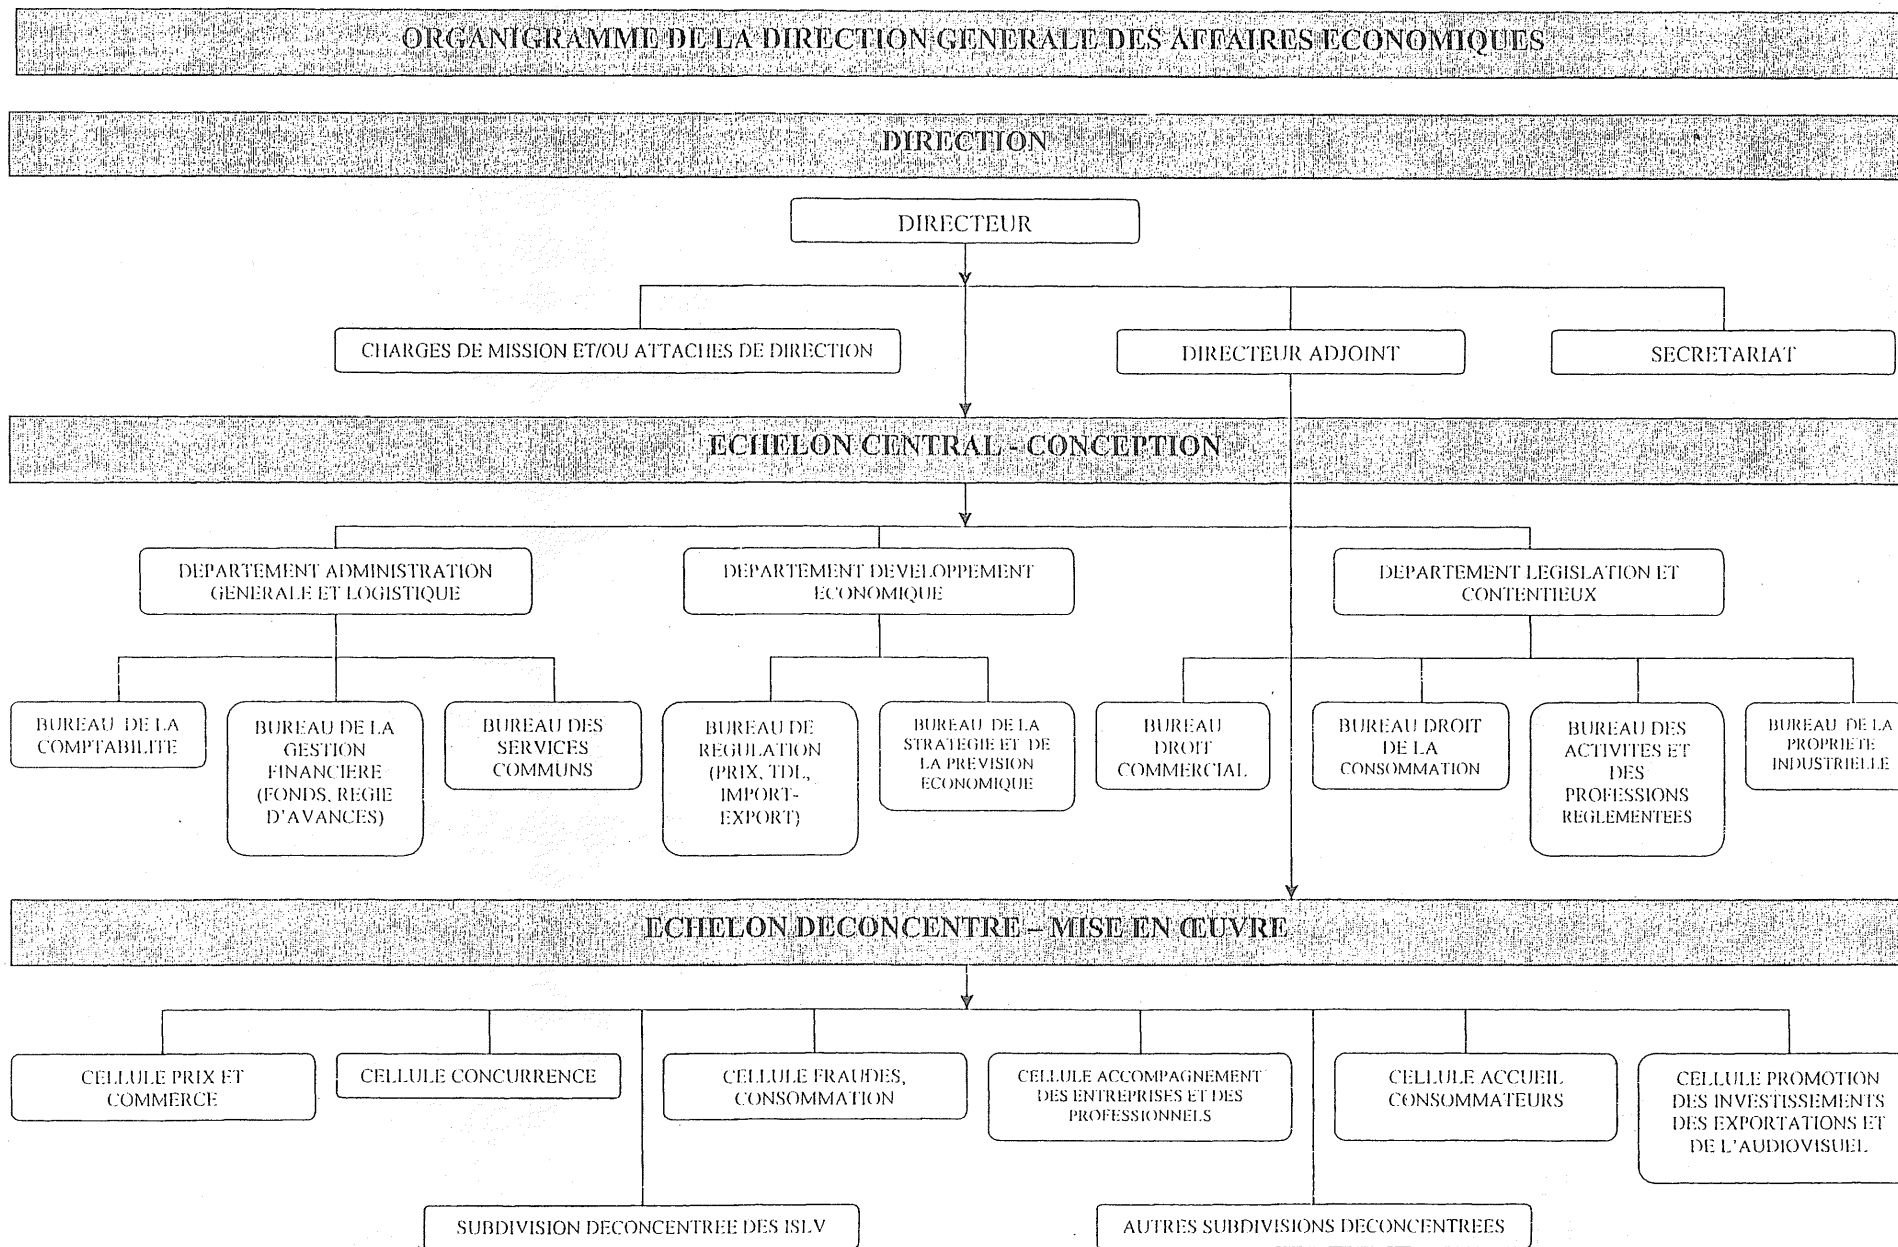 ORGANIGRAMME DE LA DIRECTION GENERALE DES AFFAIRES ECONOMIQUES
DIRECTION
DIRECTEUR
CHARGES DE MISSION ET/OU ATTACHES DE DIRECTION
DIRECTEUR ADJOINT
SECRETARIAT
ECHELON CENTRAL - CONCEPTION
DEPARTEMENT ADMINISTRATION
GENERALE ET LOGISTIQUE
DEPARTEMENT DEVELOPPEMENT
ECONOMIQUE
DEPARTEMENT LEGISLATION ET
CONTENTIEUX
BUREAU DE LA
COMPTABILITE
BUREAU DE LA
GESTION
FINANCIERE
(FONDS, REGIE
D'AVANCES)
BUREAU DES
SERVICES
COMMUNS
BUREAU DE
REGULATION
(PRIX, TDL,
IMPORT-
EXPORT)
BUREAU DE LA
STRATEGIE ET DE
LA PREVISION
ECONOMIQUE
BUREAU
DROIT
COMMERCIAL
BUREAU DROIT
DE LA
CONSOMMATION
BUREAU DES
ACTIVITES ET
DES
PROFESSIONS
REGLEMENTEES
BUREAU DE LA
PROPRIETE
INDUSTRIELLE
ECHELON DECONCENTRE – MISE EN ŒUVRE
CELLULE PRIX ET
COMMERCE
CELLULE CONCURRENCE
CELLULE FRAUDES,
CONSOMMATION
CELLULE ACCOMPAGNEMENT
DES ENTREPRISES ET DES
PROFESSIONNELS
CELLULE ACCUEIL
CONSOMMATEURS
CELLULE PROMOTION
DES INVESTISSEMENTS
DES EXPORTATIONS ET
DE L'AUDIOVISUEL
SUBDIVISION DECONCENTREE DES ISLV
AUTRES SUBDIVISIONS DECONCENTREES